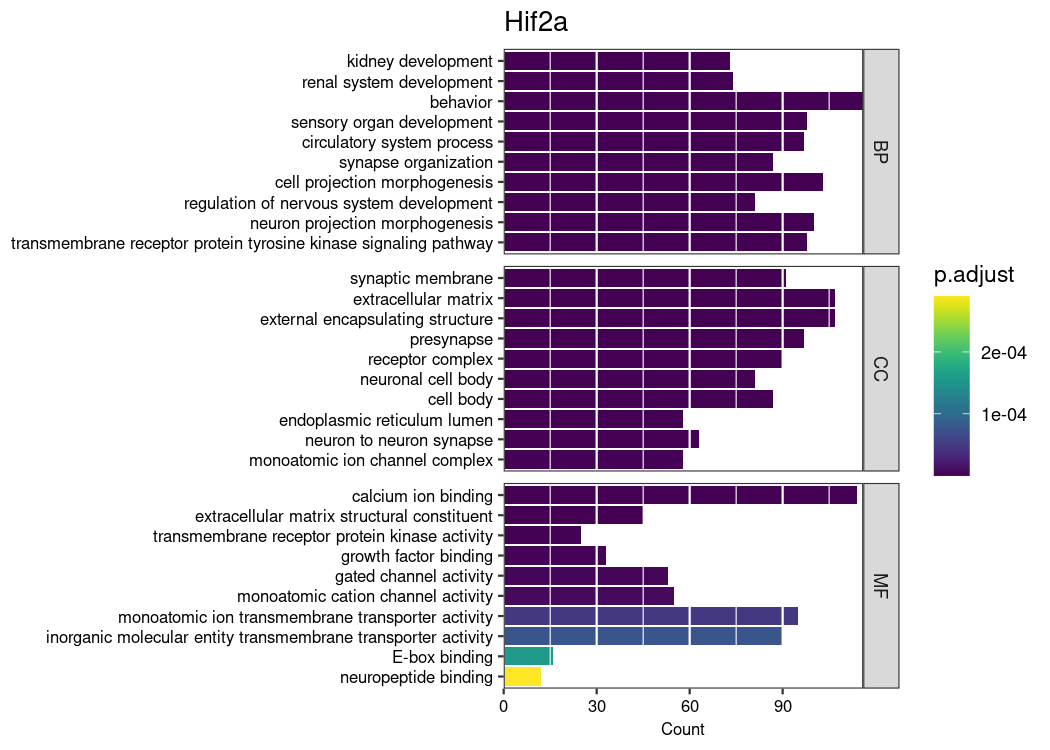 Hif2a
kidney development
renal system development
behavior
sensory organ development
circulatory system process
synapse organization
cell projection morphogenesis
regulation of nervous system development
neuron projection morphogenesis
transmembrane receptor protein tyrosine kinase signaling pathway
BP
synaptic membrane
extracellular matrix
external encapsulating structure
presynapse
receptor complex
neuronal cell body
cell body
endoplasmic reticulum lumen
neuron to neuron synapse
monoatomic ion channel complex
CC
calcium ion binding
extracellular matrix structural constituent
transmembrane receptor protein kinase activity
growth factor binding
gated channel activity
monoatomic cation channel activity
monoatomic ion transmembrane transporter activity
inorganic molecular entity transmembrane transporter activity
E-box binding
neuropeptide binding
MF
0 30 60 90
Count
p.adjust
2e-04
1e-04